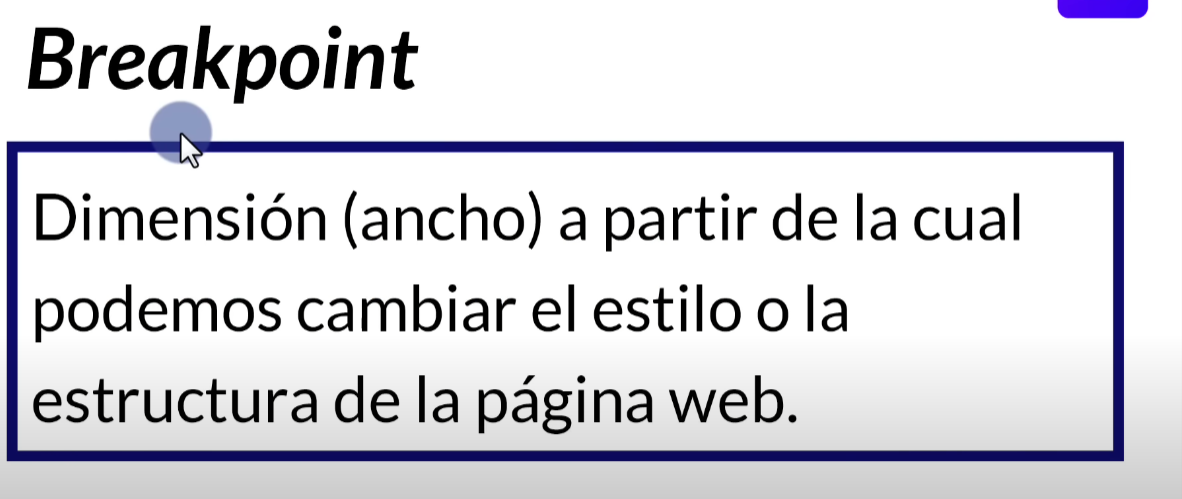 Breakpoint
Dimensión (ancho) a partir de la cual
podemos cambiar el estilo o la
estructura de la página web.